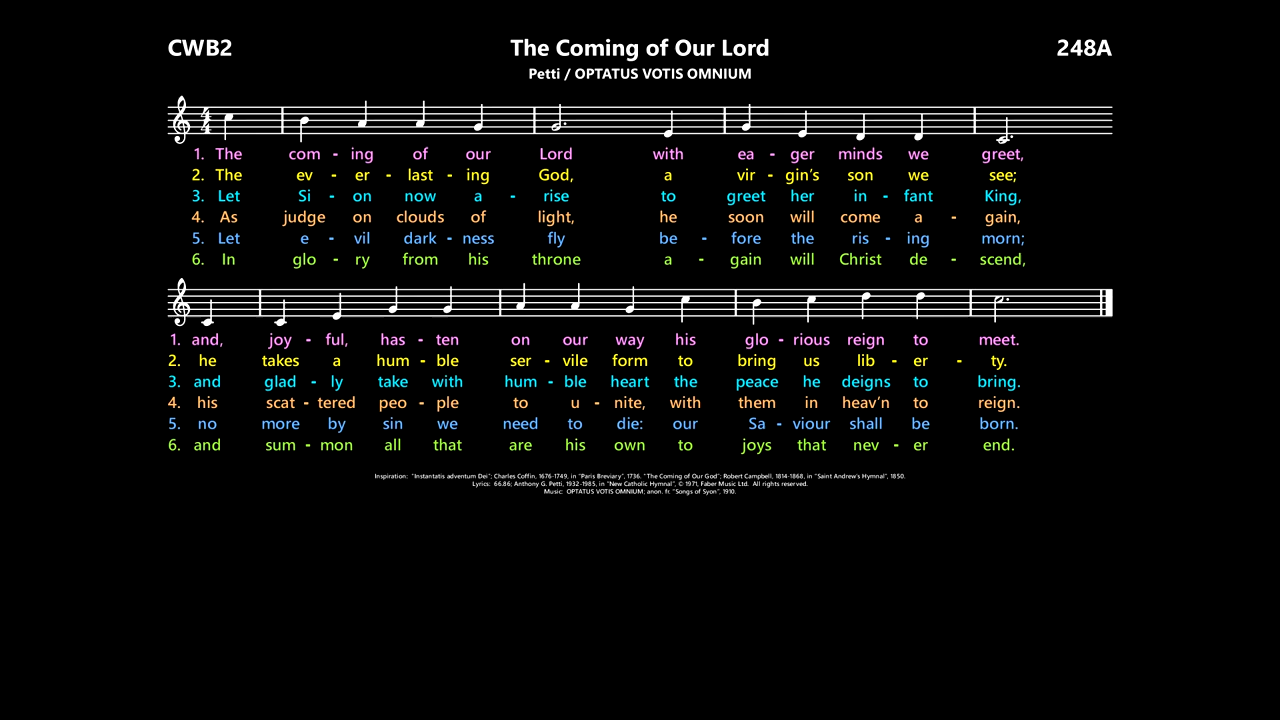 CWB2 The Coming of Our Lord 248A
Petti / OPTATUS VOTIS OMNIUM
4
4
1. The com - ing of our Lord with ea - ger minds we greet,
2. The ev - er - last - ing God, a vir - gin's son we see;
3. Let Si - on now a - rise to greet her in - fant King,
4. As judge on clouds of light, he soon will come a - gain,
5. Let e - vil dark - ness fly be - fore the ris - ing morn;
6. In glo - ry from his throne a - gain will Christ de - scend,
1. and, joy - ful, has - ten on our way his glo - rious reign to meet.
2. he takes a hum - ble ser - vile form to bring us lib - er - ty.
3. and glad - ly take with hum - ble heart the peace he deigns to bring.
4. his scat - tered peo - ple to u - nite, with them in heav'n to reign.
5. no more by sin we need to die: our Sa - viour shall be born.
6. and sum - mon all that are his own to joys that nev - er end.
Inspiration: "Instantatis adventum Dei"; Charles Coffin, 1676-1749, in "Paris Breviary", 1736. "The Coming of Our God"; Robert Campbell, 1814-1868, in "Saint Andrew's Hymnal", 1850.
Lyrics: 66.86; Anthony G. Petti, 1932-1985, in "New Catholic Hymnal", © 1971, Faber Music Ltd. All rights reserved.
Music: OPTATUS VOTIS OMNIUM; anon. fr. "Songs of Syon", 1910.